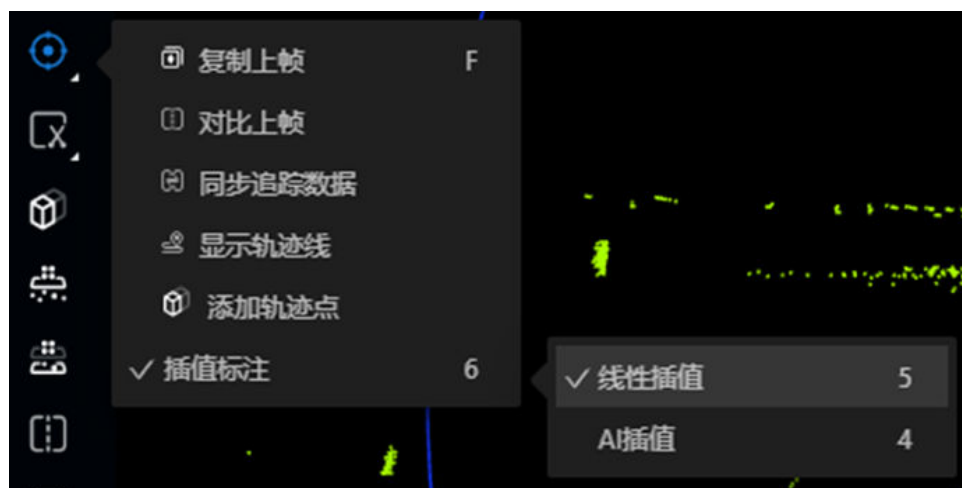 复制上帧 F
对比上帧
同步追踪数据
显示轨迹线
添加轨迹点
插值标注 6
线性插值 5
AI插值 4